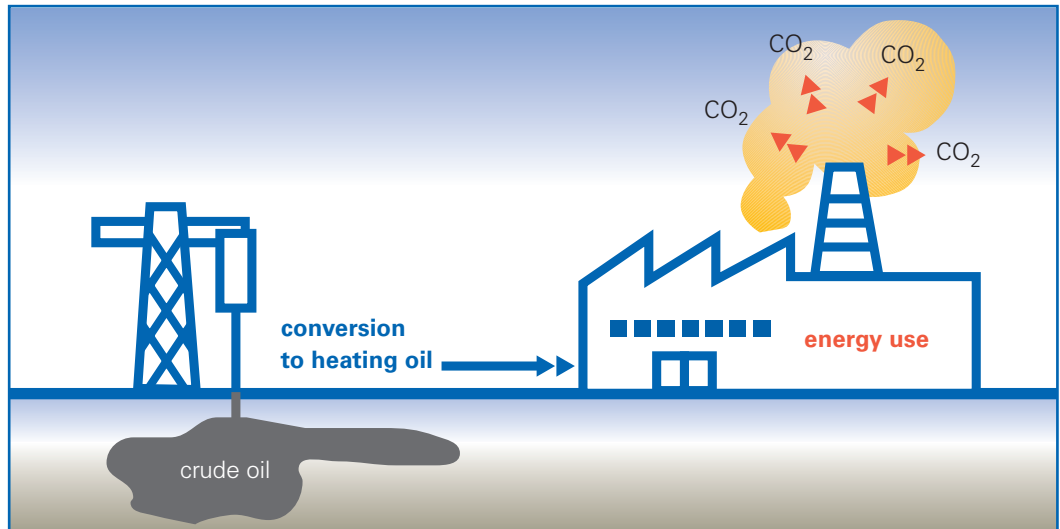 CO₂
CO₂
CO₂
CO₂
conversion
to heating oil
energy use
crude oil